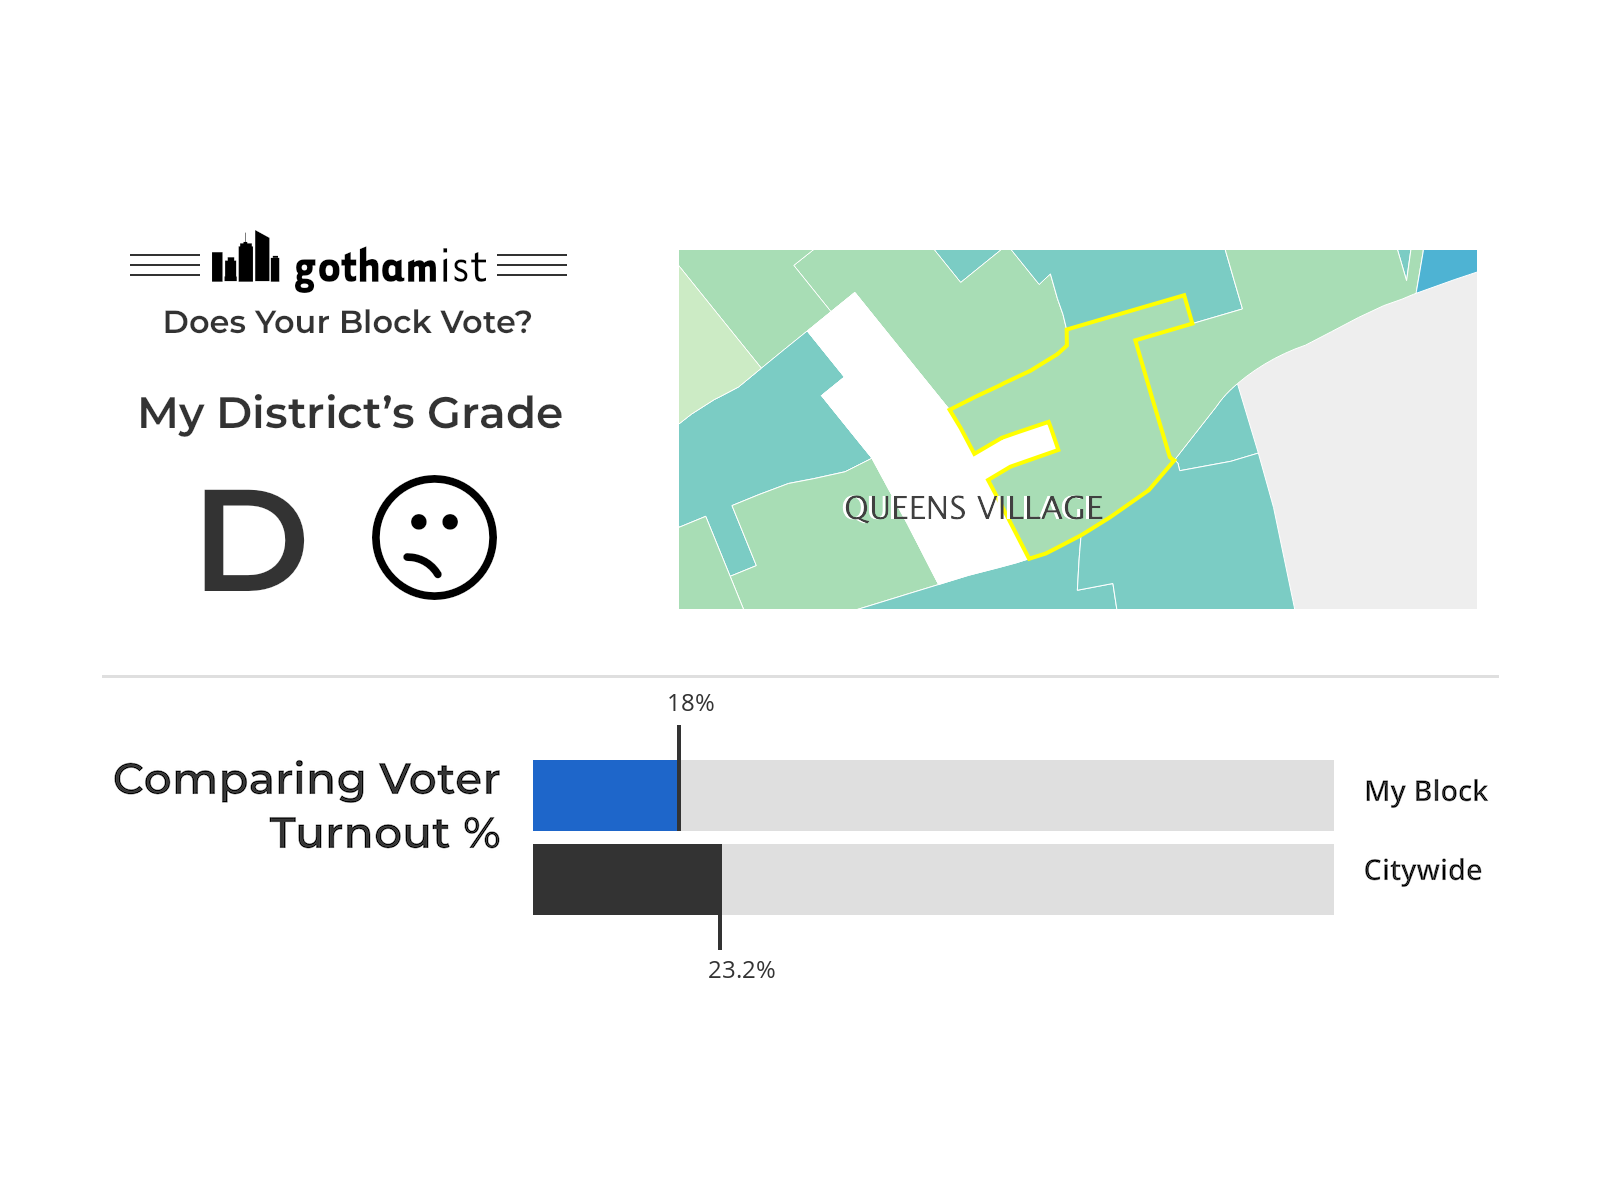 gothamist
Does Your Block Vote?
My District’s Grade
D
QUEENS VILLAGE
18%
Comparing Voter
Turnout %
My Block
Citywide
23.2%